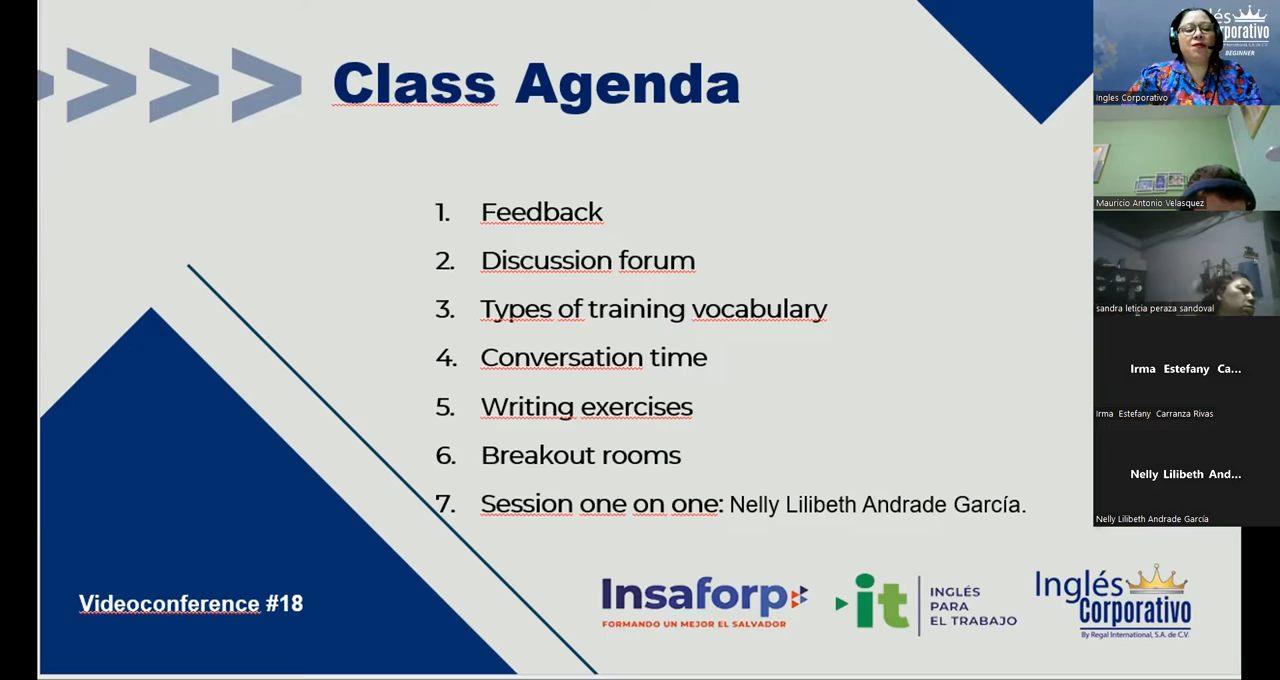 Class Agenda
1. Feedback
2. Discussion forum
3. Types of training vocabulary
4. Conversation time
5. Writing exercises
6. Breakout rooms
7. Session one on one: Nelly Lilibeth Andrade García.
Videoconference #18
Insaforp
FORMANDO UN MEJOR EL SALVADOR
it
INGLÉS
PARA
EL TRABAJO
Inglés
Corporativo
By Regal International, S.A. de C.V.
BEGINNER
Ingles Corporativo
Mauricio Antonio Velasquez
sandra leticia peraza sandoval
Irma Estefany Ca...
Irma Estefany Carranza Rivas
Nelly Lilibeth And...
Nelly Lilibeth Andrade García